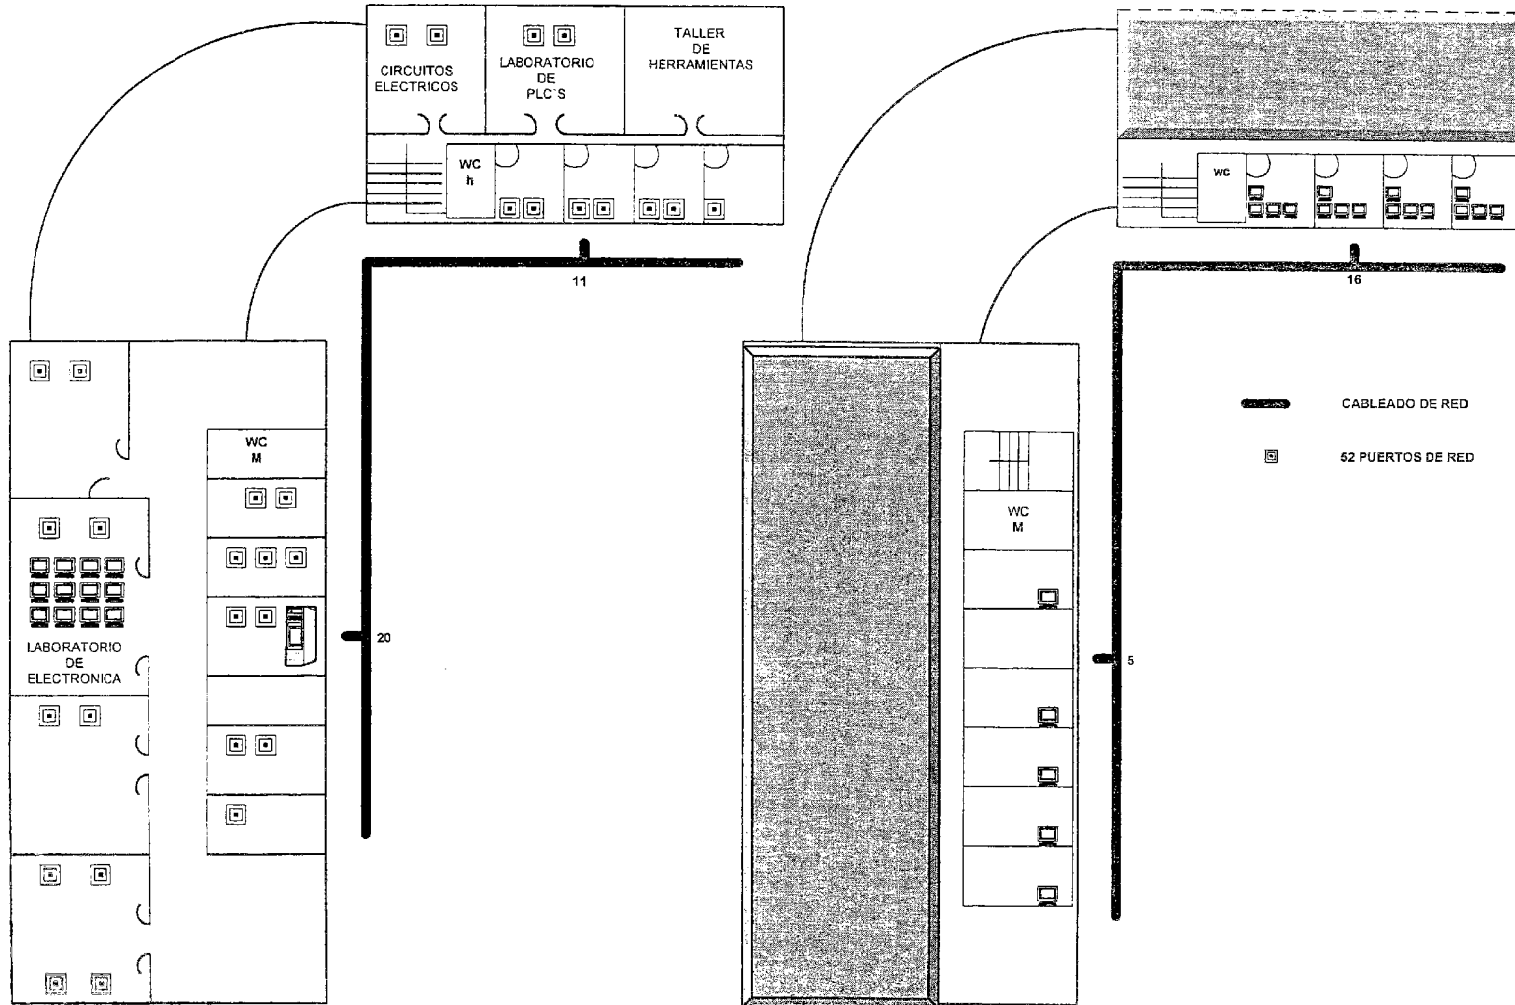 CIRCUITOS
ELECTRICOS
LABORATORIO
DE
PLC`S
TALLER
DE
HERRAMIENTAS
WC
h
11
WC
M
LABORATORIO
DE
ELECTRONICA
20
WC
16
CABLEADO DE RED
52 PUERTOS DE RED
WC
M
5